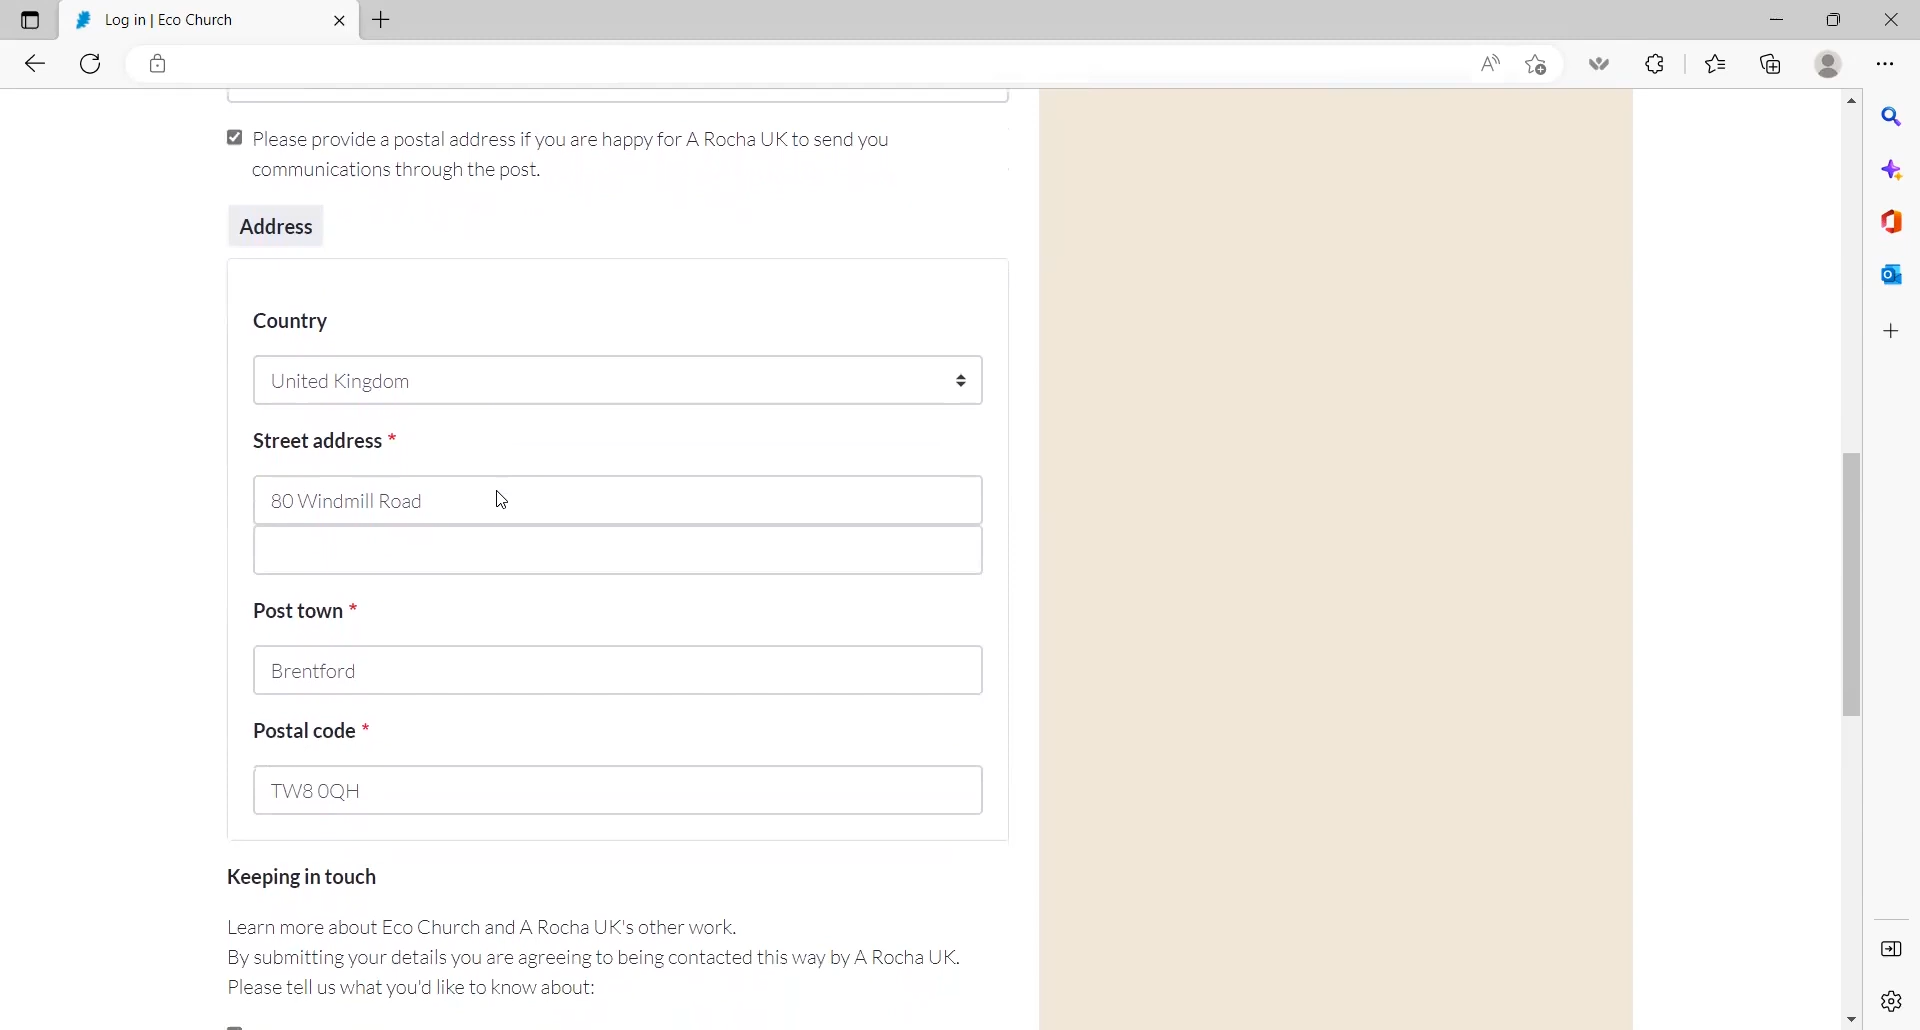 Log in | Eco Church
Please provide a postal address if you are happy for A Rocha UK to send you
communications through the post.
Address
Country
United Kingdom
Street address *
80 Windmill Road
Post town *
Brentford
Postal code *
TW8 0QH
Keeping in touch
Learn more about Eco Church and A Rocha UK's other work.
By submitting your details you are agreeing to being contacted this way by A Rocha UK.
Please tell us what you'd like to know about: